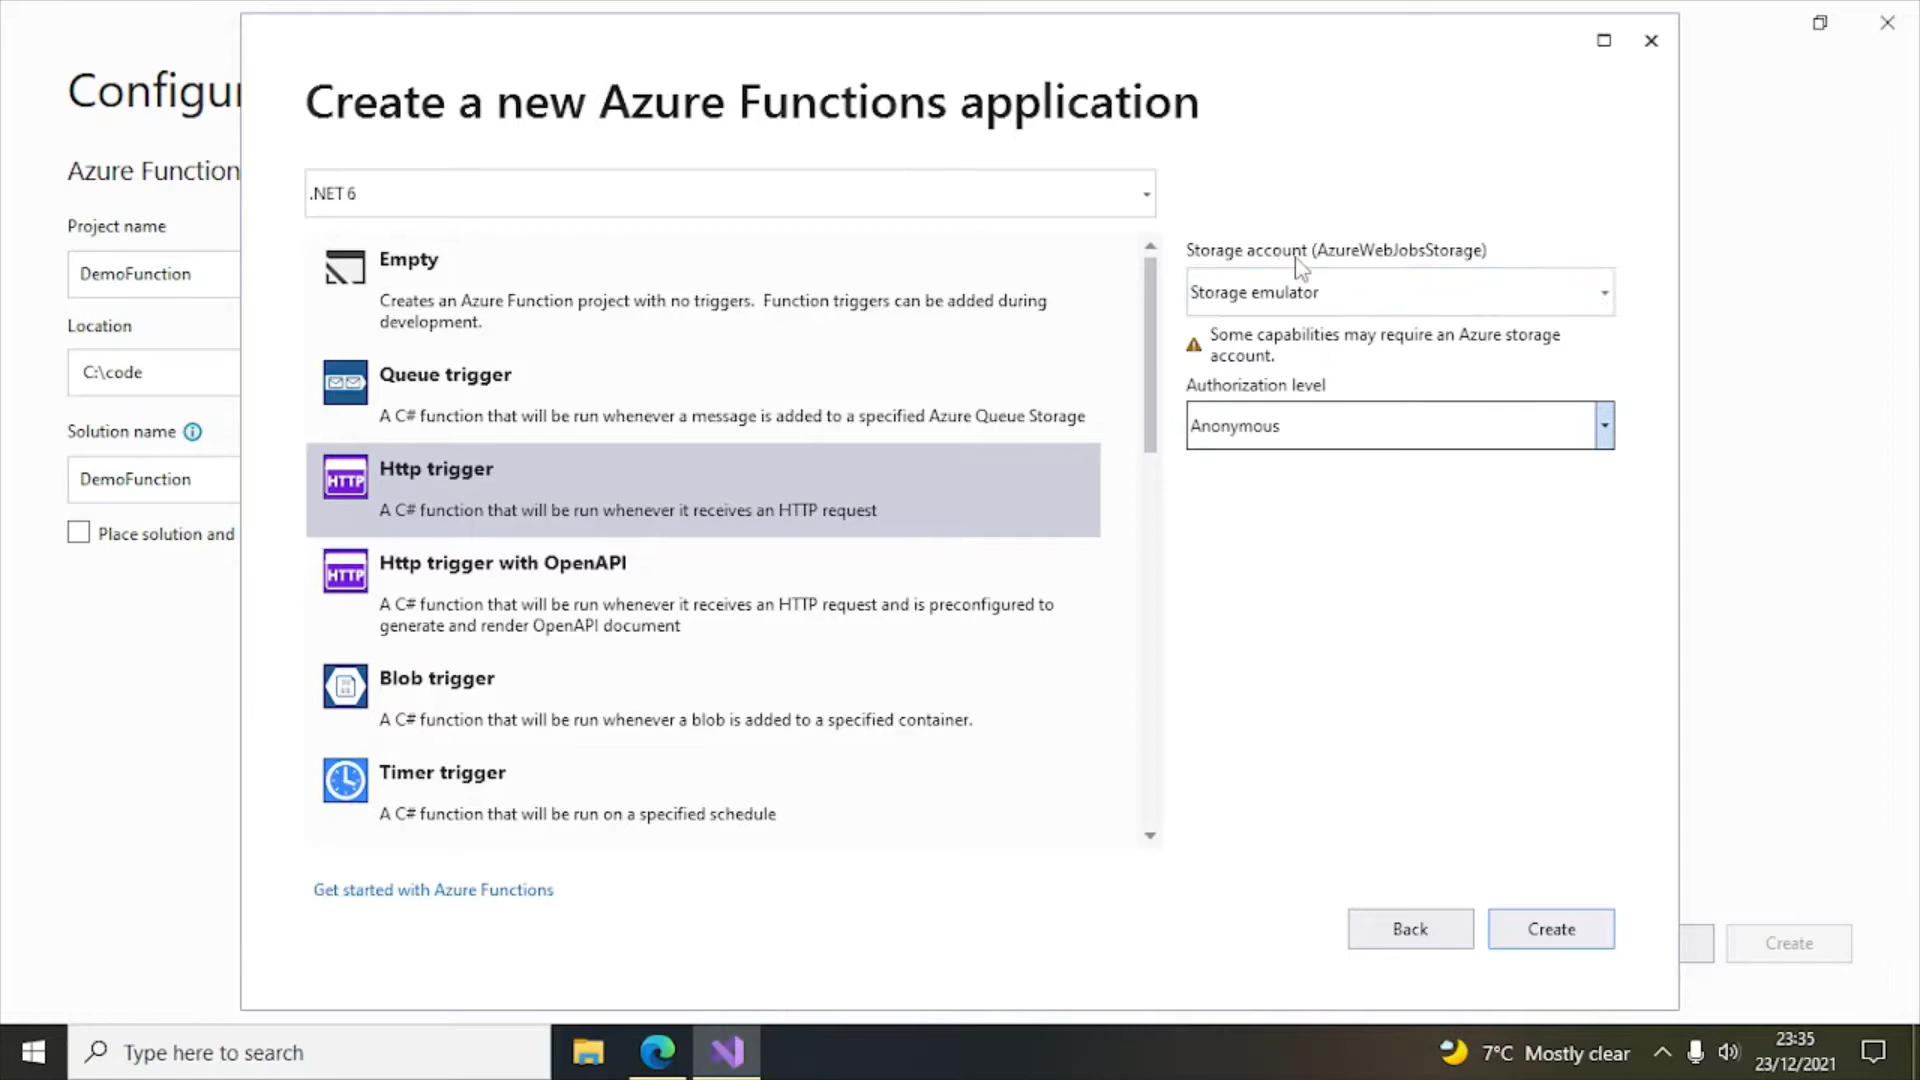 Configur
Azure Function
Project name
DemoFunction
Location
C:\code
Solution name
DemoFunction
Place solution and
Create a new Azure Functions application
.NET 6
Empty
Creates an Azure Function project with no triggers.  Function triggers can be added during
development.
Queue trigger
A C# function that will be run whenever a message is added to a specified Azure Queue Storage
HTTP
Http trigger
A C# function that will be run whenever it receives an HTTP request
HTTP
Http trigger with OpenAPI
A C# function that will be run whenever it receives an HTTP request and is preconfigured to
generate and render OpenAPI document
Blob trigger
A C# function that will be run whenever a blob is added to a specified container.
Timer trigger
A C# function that will be run on a specified schedule
Get started with Azure Functions
Storage account (AzureWebJobsStorage)
Storage emulator
Some capabilities may require an Azure storage
account.
Authorization level
Anonymous
Back
Create
Create
Type here to search
7°C Mostly clear
23:35
23/12/2021